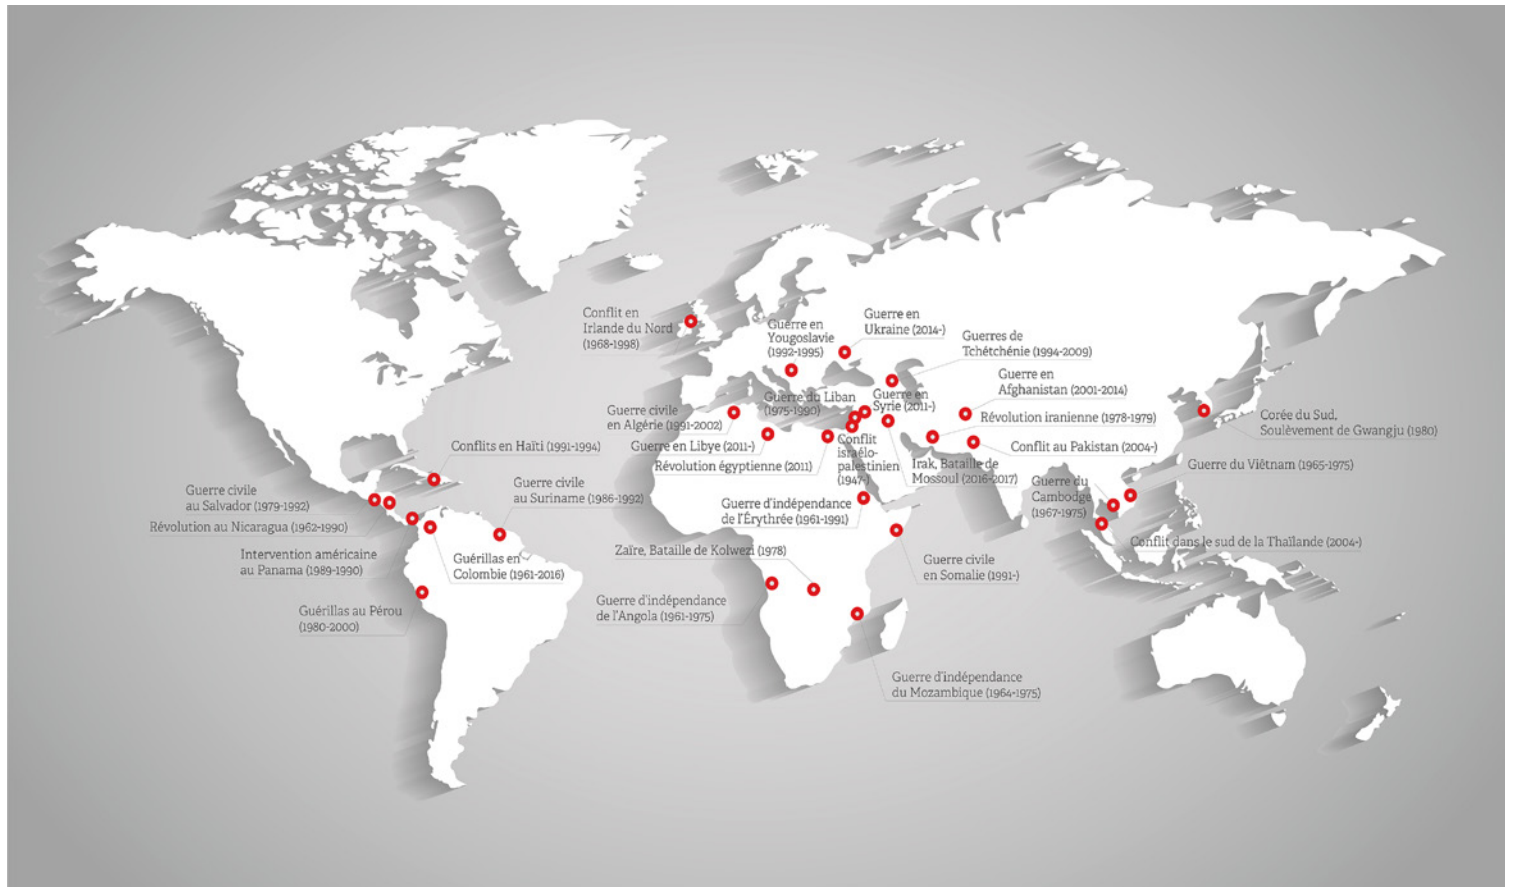 Conflit en
Irlande du Nord
(1968-1998)
Guerre en
Yougoslavie
(1992-1995)
Guerre en
Ukraine (2014-)
Guerres de
Tchétchénie (1994-2009)
Guerre en
Afghanistan (2001-2014)
Guerre du Liban
(1975-1990)
Guerre en
Syrie (2011-)
Révolution iranienne (1978-1979)
Corée du Sud,
Soulèvement de Gwangju (1980)
Guerre civile
en Algérie (1991-2002)
Guerre en Libye (2011-)
Révolution égyptienne (2011)
Conflit
israélo-
palestinien
(1947-)
Conflit au Pakistan (2004-)
Irak, Bataille de
Mossoul (2016-2017)
Guerre du Viêtnam (1965-1975)
Conflits en Haïti (1991-1994)
Guerre civile
au Salvador (1979-1992)
Guerre civile
au Suriname (1986-1992)
Guerre du
Cambodge
(1967-1975)
Révolution au Nicaragua (1962-1990)
Guerre d'indépendance
de l'Érythrée (1961-1991)
Conflit dans le sud de la Thaïlande (2004-)
Intervention américaine
au Panama (1989-1990)
Guérillas en
Colombie (1961-2016)
Zaïre, Bataille de Kolwezi (1978)
Guerre civile
en Somalie (1991-)
Guérillas au Pérou
(1980-2000)
Guerre d'indépendance
de l'Angola (1961-1975)
Guerre d'indépendance
du Mozambique (1964-1975)